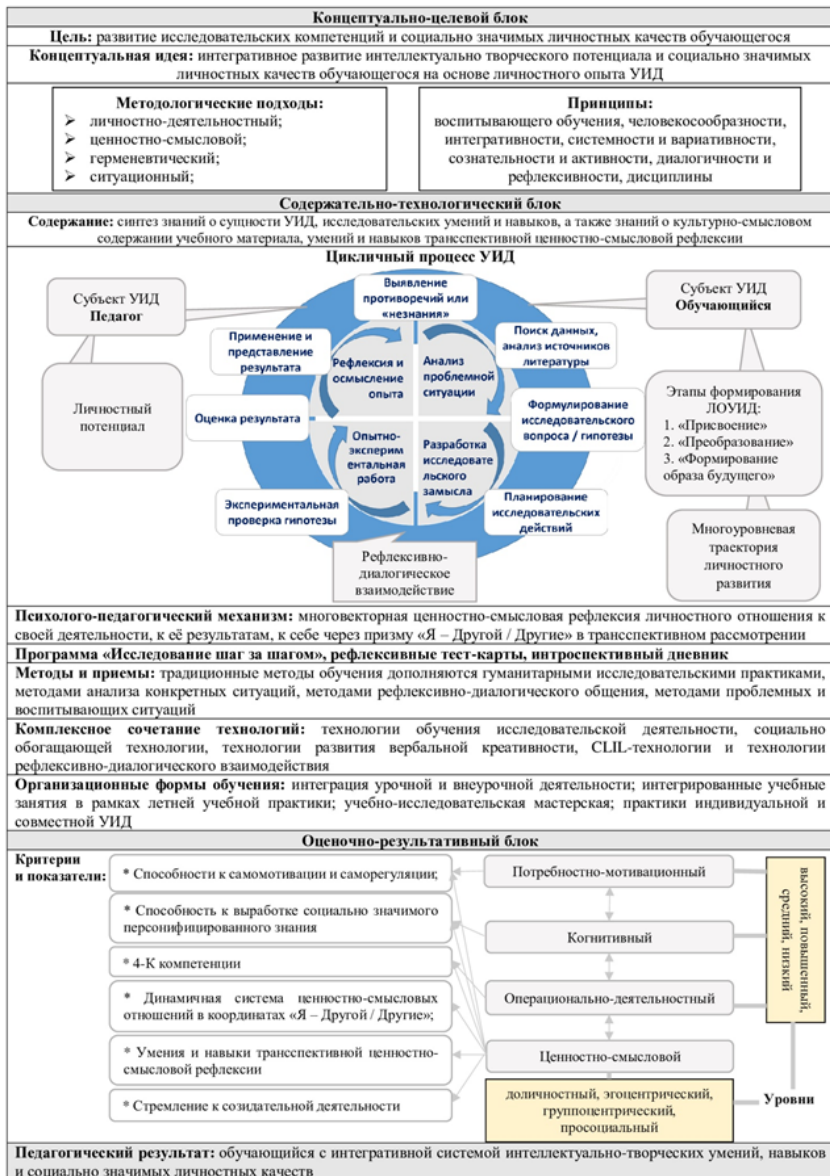 Концептуально-целевой блок
Цель: развитие исследовательских компетенций и социально значимых личностных качеств обучающегося
Концептуальная идея: интегративное развитие интеллектуально творческого потенциала и социально значимых
личностных качеств обучающегося на основе личностного опыта УИД
Методологические подходы:
➤ личностно-деятельностный;
➤ ценностно-смысловой;
➤ герменевтический;
➤ ситуационный;
Принципы:
воспитывающего обучения, человекосообразности,
интегративности, системности и вариативности,
сознательности и активности, диалогичности и
рефлексивности, дисциплины
Содержательно-технологический блок
Содержание: синтез знаний о сущности УИД, исследовательских умений и навыков, а также знаний о культурно-смысловом
содержании учебного материала, умений и навыков трансспективной ценностно-смысловой рефлексии
Цикличный процесс УИД
Субъект УИД
Педагог
Личностный
потенциал
Выявление
противоречий или
«незнания»
Поиск данных,
анализ источников
литературы
Формулирование
исследовательского
вопроса / гипотезы
Планирование
исследовательских
действий
Экспериментальная
проверка гипотезы
Оценка результата
Применение и
представление
результата
Рефлексия и
осмысление
опыта
Анализ
проблемной
ситуации
Опытно-
эксперим
ентальная
работа
Разработка
исследовате
льского
замысла
Рефлексивно-
диалогическое
взаимодействие
Субъект УИД
Обучающийся
Этапы формирования
ЛОУИД:
1. «Присвоение»
2. «Преобразование»
3. «Формирование
образа будущего»
Многоуровневая
траектория
личностного
развития
Психолого-педагогический механизм: многовекторная ценностно-смысловая рефлексия личностного отношения к
своей деятельности, к её результатам, к себе через призму «Я – Другой / Другие» в трансспективном рассмотрении
Программа «Исследование шаг за шагом», рефлексивные тест-карты, интроспективный дневник
Методы и приемы: традиционные методы обучения дополняются гуманитарными исследовательскими практиками,
методами анализа конкретных ситуаций, методами рефлексивно-диалогического общения, методами проблемных и
воспитывающих ситуаций
Комплексное сочетание технологий: технологии обучения исследовательской деятельности, социально
обогащающей технологии, технологии развития вербальной креативности, CLIL-технологии и технологии
рефлексивно-диалогического взаимодействия
Организационные формы обучения: интеграция урочной и внеурочной деятельности; интегрированные учебные
занятия в рамках летней учебной практики; учебно-исследовательская мастерская; практики индивидуальной и
совместной УИД
Оценочно-результативный блок
Критерии
и показатели:
* Способности к самомотивации и саморегуляции;
* Способность к выработке социально значимого
персонифицированного знания
* 4-К компетенции
* Динамичная система ценностно-смысловых
отношений в координатах «Я – Другой / Другие»;
* Умения и навыки трансспективной ценностно-
смысловой рефлексии
* Стремление к созидательной деятельности
Потребностно-мотивационный
Когнитивный
Операционально-деятельностный
Ценностно-смысловой
доличностный, эгоцентрический,
группоцентрический,
просоциальный
высокий, повышенный,
средний, низкий
Уровни
Педагогический результат: обучающийся с интегративной системой интеллектуально-творческих умений, навыков
и социально значимых личностных качеств